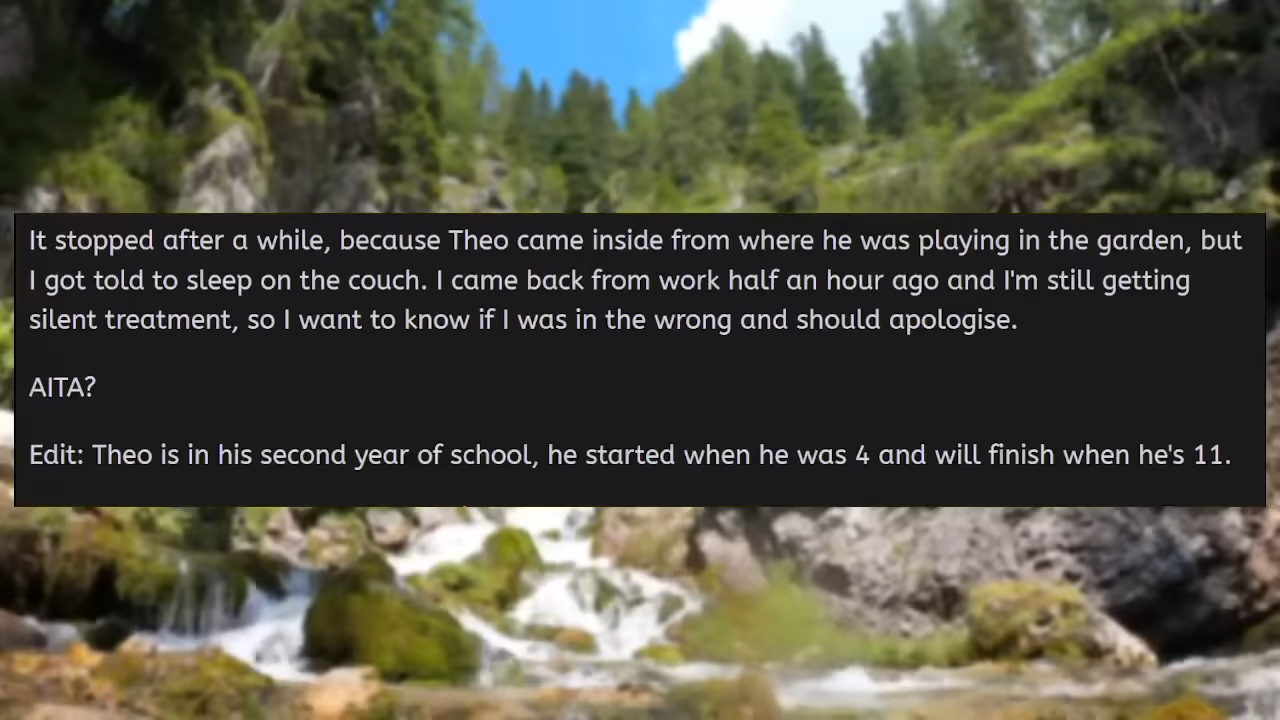 It stopped after a while, because Theo came inside from where he was playing in the garden, but
I got told to sleep on the couch. I came back from work half an hour ago and I'm still getting
silent treatment, so I want to know if I was in the wrong and should apologise.
AITA?
Edit: Theo is in his second year of school, he started when he was 4 and will finish when he's 11.